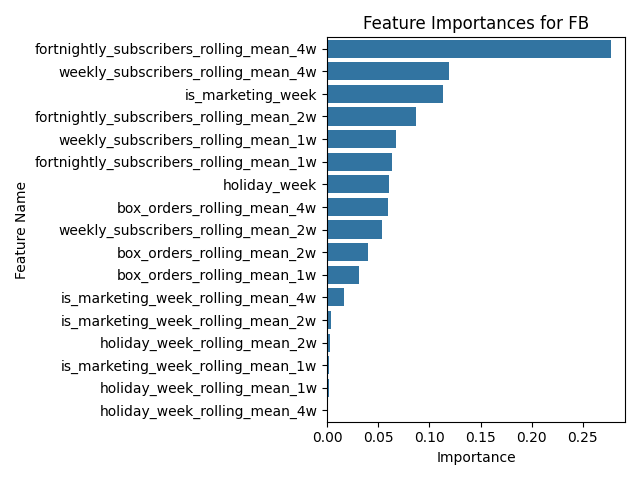 Feature Importances for FB
fortnightly_subscribers_rolling_mean_4w
weekly_subscribers_rolling_mean_4w
is_marketing_week
fortnightly_subscribers_rolling_mean_2w
weekly_subscribers_rolling_mean_1w
fortnightly_subscribers_rolling_mean_1w
holiday_week
box_orders_rolling_mean_4w
weekly_subscribers_rolling_mean_2w
box_orders_rolling_mean_2w
box_orders_rolling_mean_1w
is_marketing_week_rolling_mean_4w
is_marketing_week_rolling_mean_2w
holiday_week_rolling_mean_2w
is_marketing_week_rolling_mean_1w
holiday_week_rolling_mean_1w
holiday_week_rolling_mean_4w
Feature Name
0.00 0.05 0.10 0.15 0.20 0.25
Importance